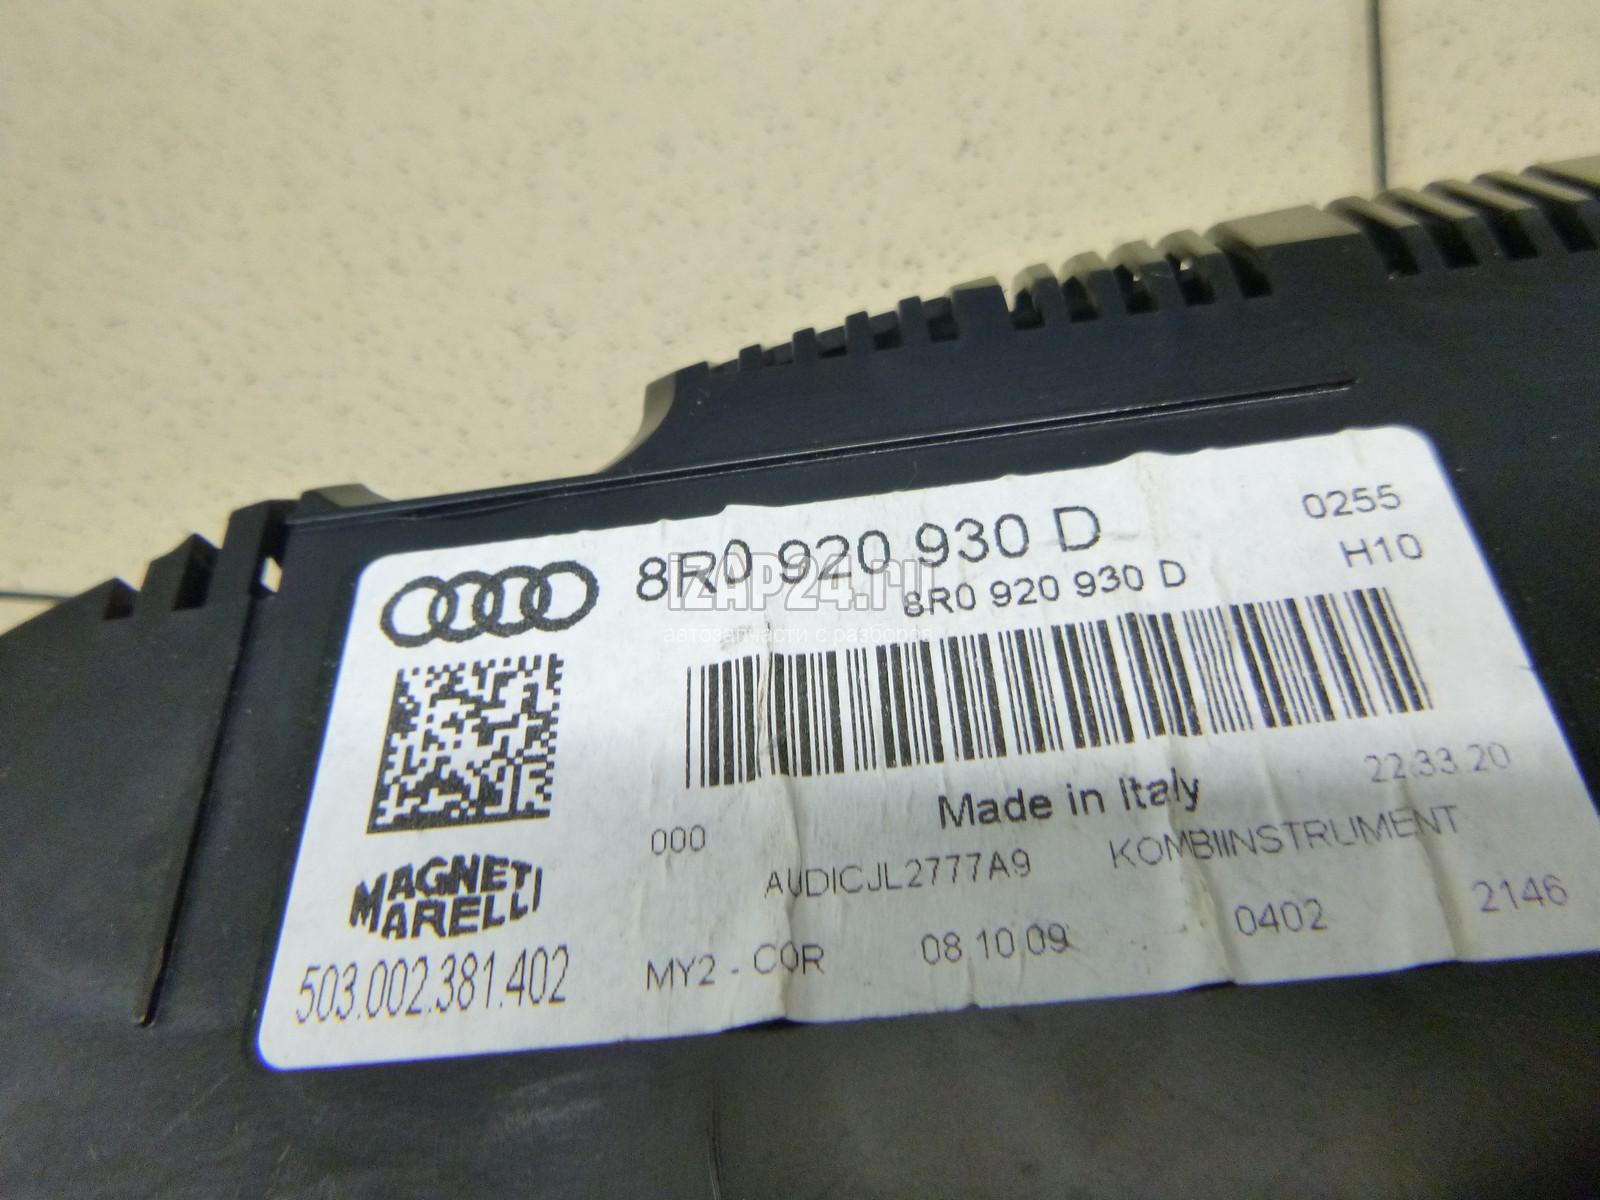 8R0 920 930 D
0255
8R0 920 930 D
H10
IZAP24.ru
автозапчасти с разборов
Made in Italy
22.33.20
000
AUDICJL2777A9
KOMBIINSTRUMENT
MAGNETI
MARELLI
503.002.381.402
MY2 - COR
08.10.09
0402
2146